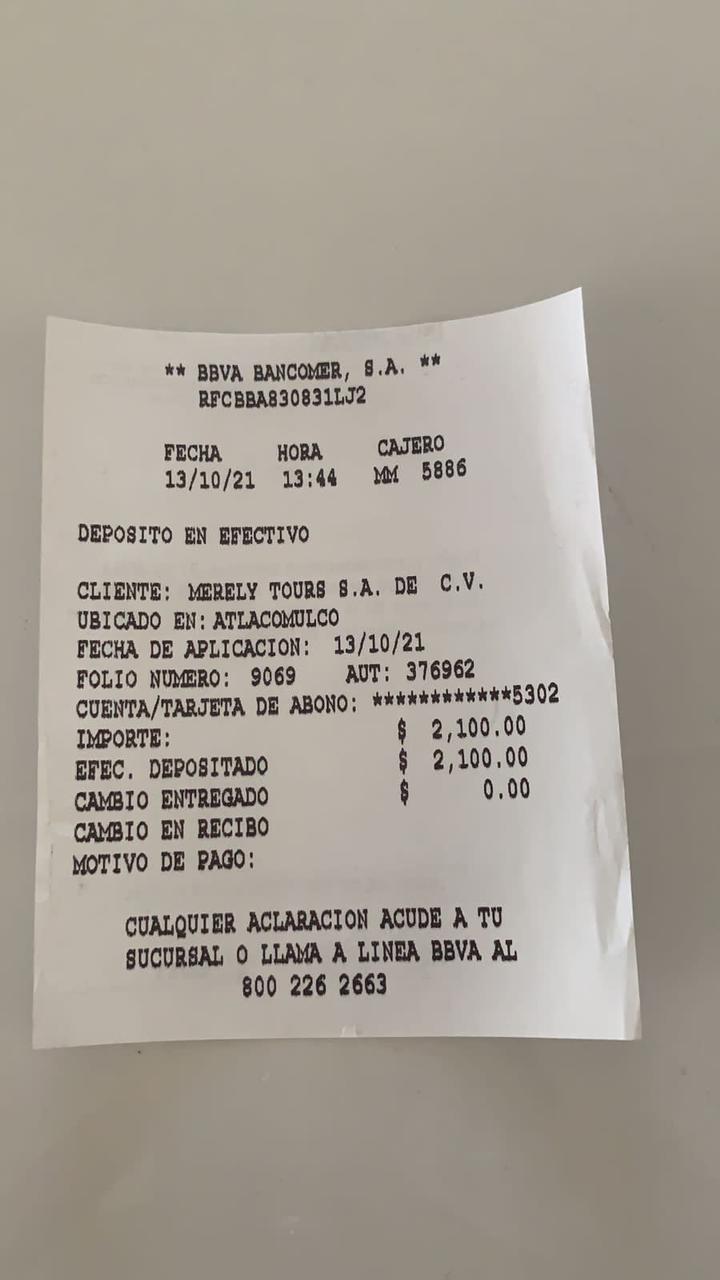 ** BBVA BANCOMER, S.A. **
RFCBBA830831LJ2
FECHA HORA CAJERO
13/10/21 13:44 MM 5886
DEPOSITO EN EFECTIVO
CLIENTE: MERELY TOURS S.A. DE C.V.
UBICADO EN: ATLACOMULCO
FECHA DE APLICACION: 13/10/21
FOLIO NUMERO: 9069 AUT: 376962
CUENTA/TARJETA DE ABONO: ************5302
IMPORTE: $ 2,100.00
EFEC. DEPOSITADO $ 2,100.00
CAMBIO ENTREGADO $ 0.00
CAMBIO EN RECIBO
MOTIVO DE PAGO:
CUALQUIER ACLARACION ACUDE A TU
SUCURSAL O LLAMA A LINEA BBVA AL
800 226 2663